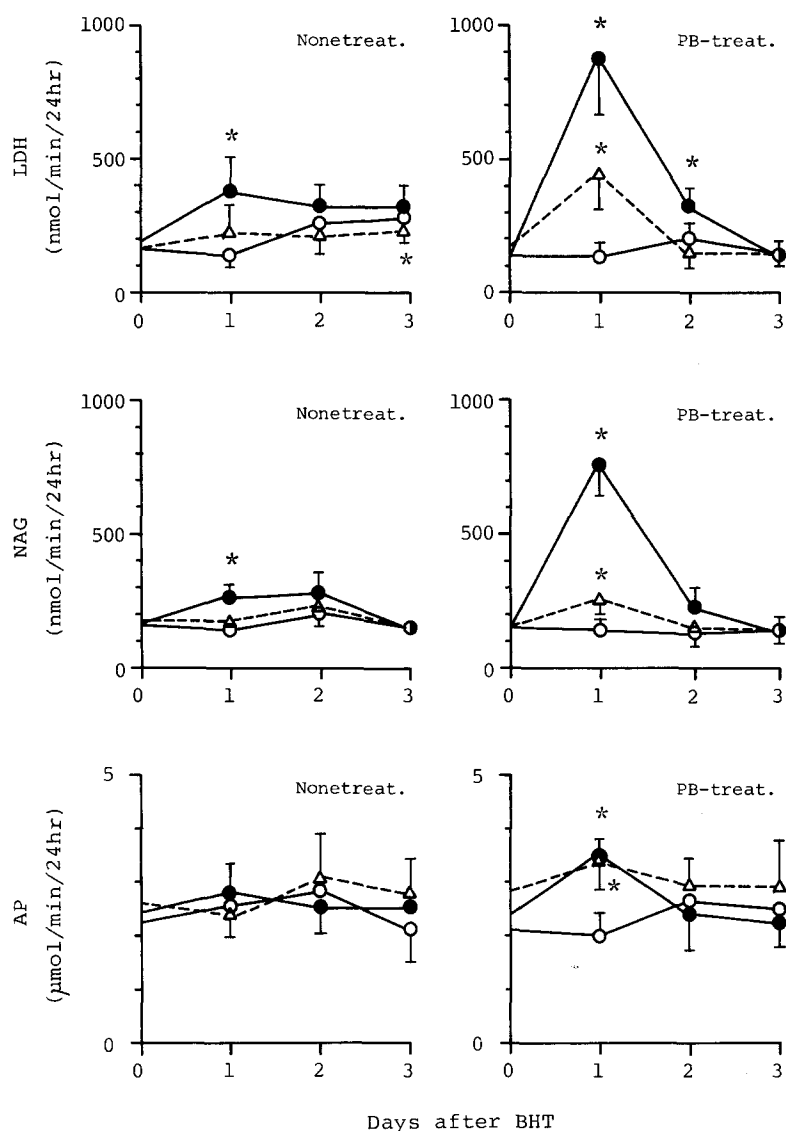 1000
Nonetreat.
*
500
*
0
0 1 2 3
LDH
(nmol/min/24hr)
1000
*
PB-treat.
*
*
500
0
0 1 2 3
1000
Nonetreat.
500
*
0
0 1 2 3
NAG
(nmol/min/24hr)
1000
PB-treat.
*
500
*
0
0 1 2 3
5
Nonetreat.
0
0 1 2 3
AP
(µmol/min/24hr)
5
PB-treat.
*
*
0
0 1 2 3
Days after BHT